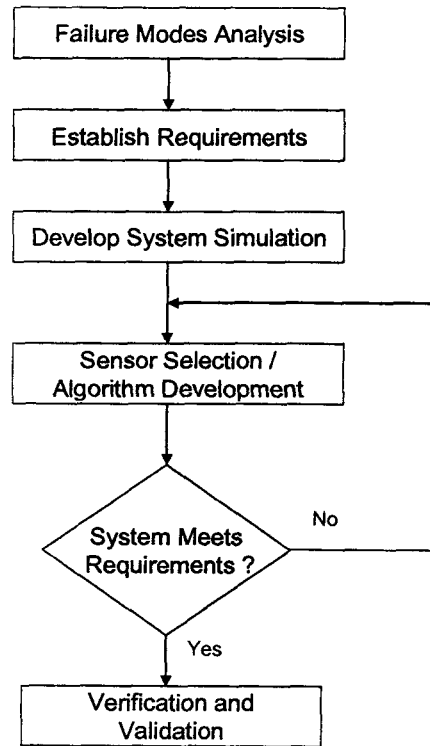 Failure Modes Analysis
Establish Requirements
Develop System Simulation
Sensor Selection /
Algorithm Development
System Meets
Requirements ?
No
Yes
Verification and
Validation